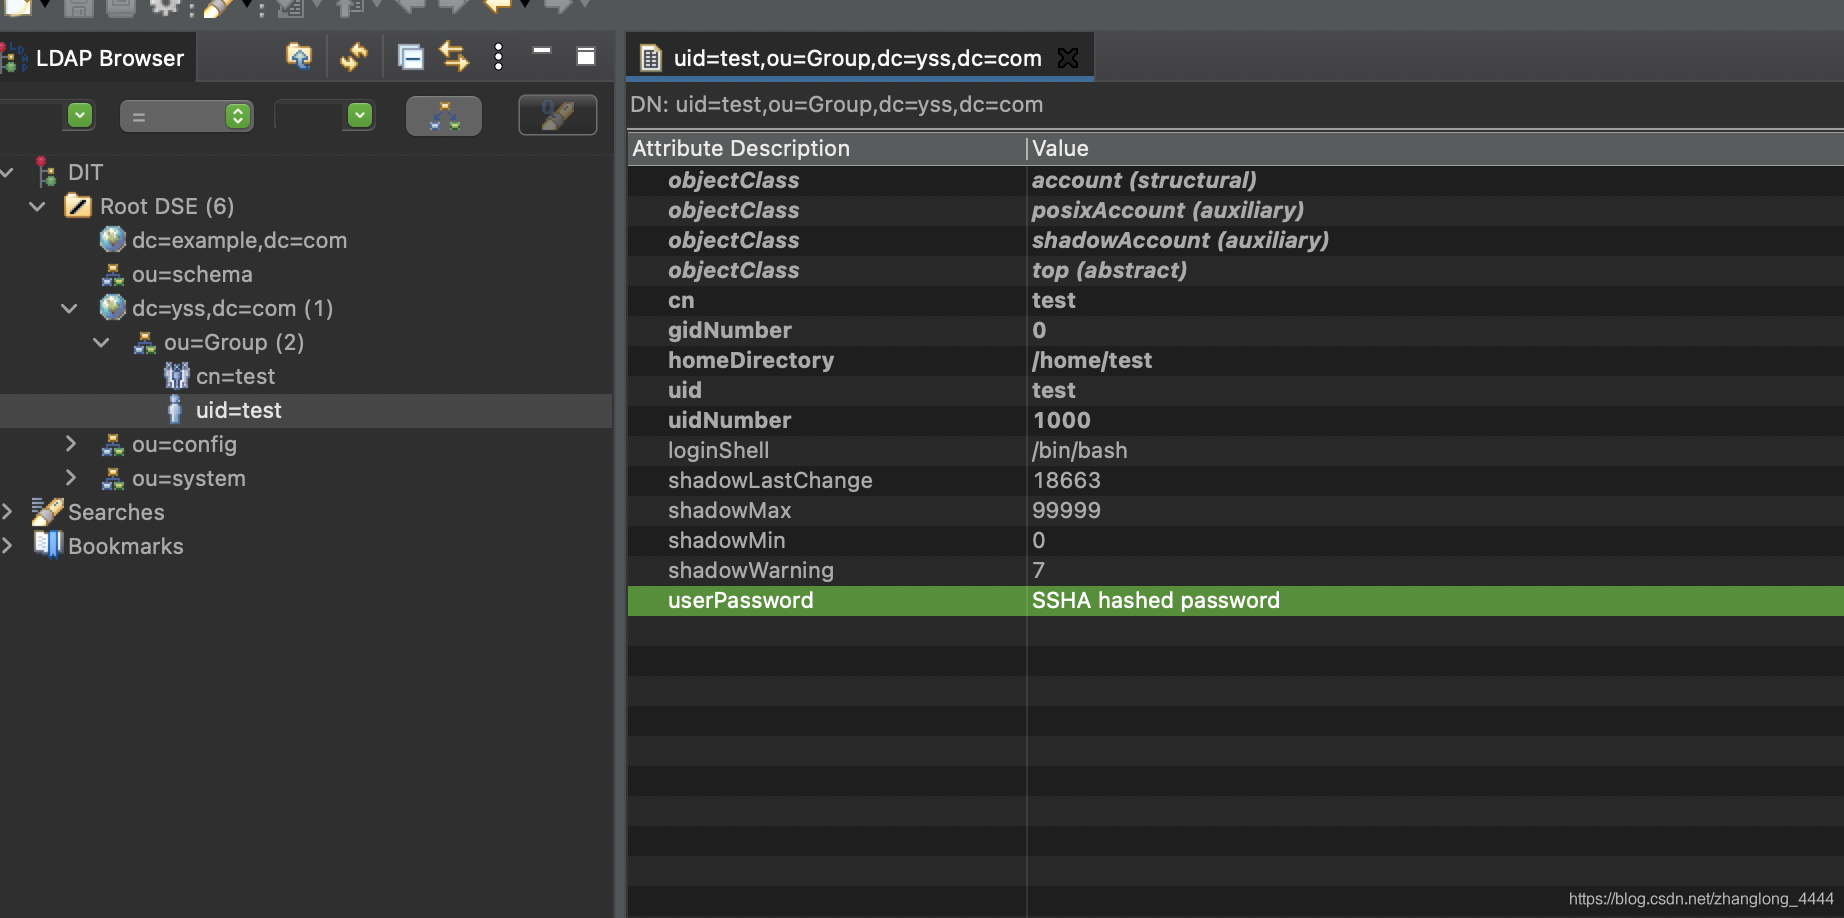 LDAP Browser
=
DIT
Root DSE (6)
dc=example,dc=com
ou=schema
dc=yss,dc=com (1)
ou=Group (2)
cn=test
uid=test
ou=config
ou=system
Searches
Bookmarks
uid=test,ou=Group,dc=yss,dc=com
DN: uid=test,ou=Group,dc=yss,dc=com
Attribute Description Value
objectClass account (structural)
objectClass posixAccount (auxiliary)
objectClass shadowAccount (auxiliary)
objectClass top (abstract)
cn test
gidNumber 0
homeDirectory /home/test
uid test
uidNumber 1000
loginShell /bin/bash
shadowLastChange 18663
shadowMax 99999
shadowMin 0
shadowWarning 7
userPassword SSHA hashed password
https://blog.csdn.net/zhanglong_4444